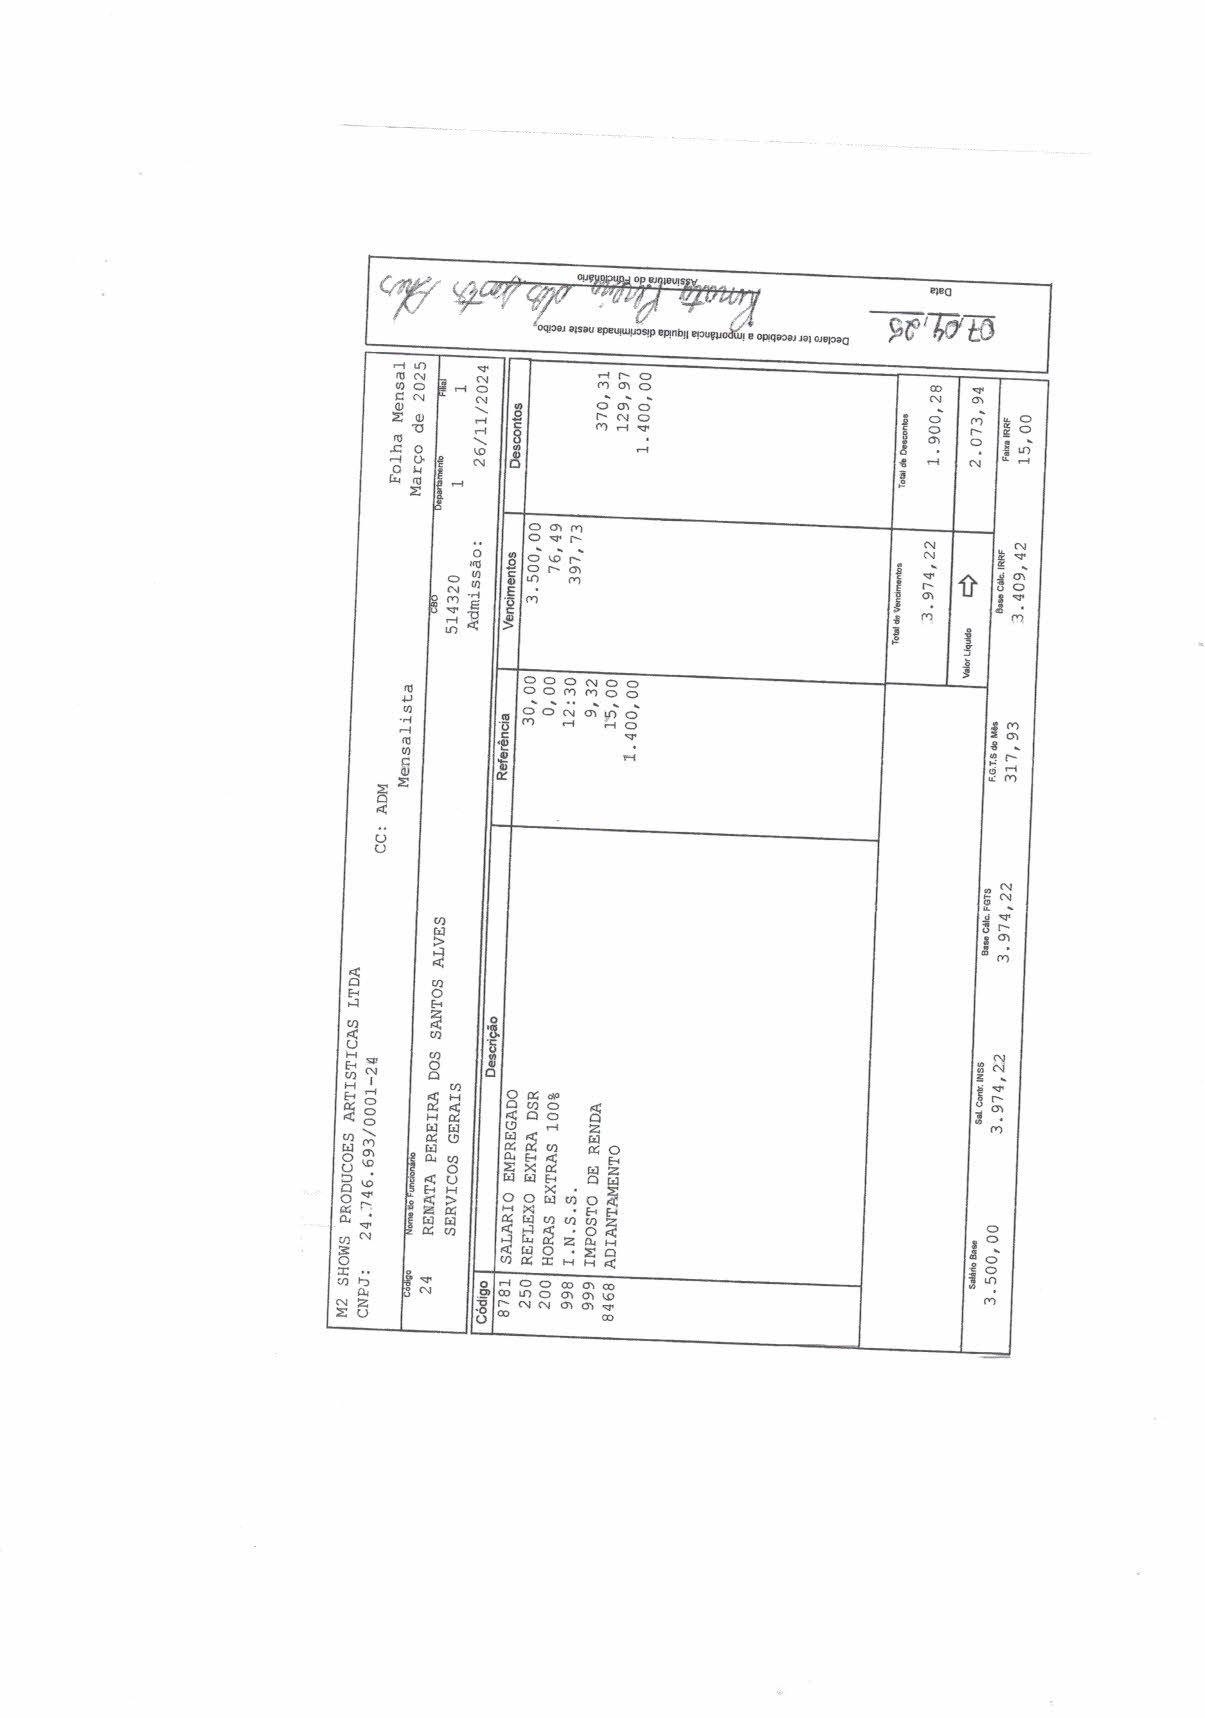 M2 SHOWS PRODUCOES ARTISTICAS LTDA
CNPJ: 24.746.693/0001-24 CC: ADM Folha Mensal
Mensalista Março de 2025
Código Nome do Funcionário CBO Departamento Filial
24 RENATA PEREIRA DOS SANTOS ALVES 514320 1 1
SERVICOS GERAIS Admissão: 26/11/2024
Código Descrição Referência Vencimentos Descontos
8781 SALARIO EMPREGADO 30,00 3.500,00
250 REFLEXO EXTRA DSR 0,00 76,49
200 HORAS EXTRAS 100% 12:30 397,73
998 I.N.S.S. 9,32 370,31
999 IMPOSTO DE RENDA 15,00 129,97
8468 ADIANTAMENTO 1.400,00 1.400,00
Total de Vencimentos Total de Descontos
3.974,22 1.900,28
Valor Líquido 2.073,94
Salário Base Sal. Contr. INSS Base Cálc. FGTS F.G.T.S do Mês Base Cálc. IRRF Faixa IRRF
3.500,00 3.974,22 3.974,22 317,93 3.409,42 15,00
Declaro ter recebido a importância líquida discriminada neste recibo.
Renata Pereira dos Santos Alves
Assinatura do Funcionário
07,04,25
Data